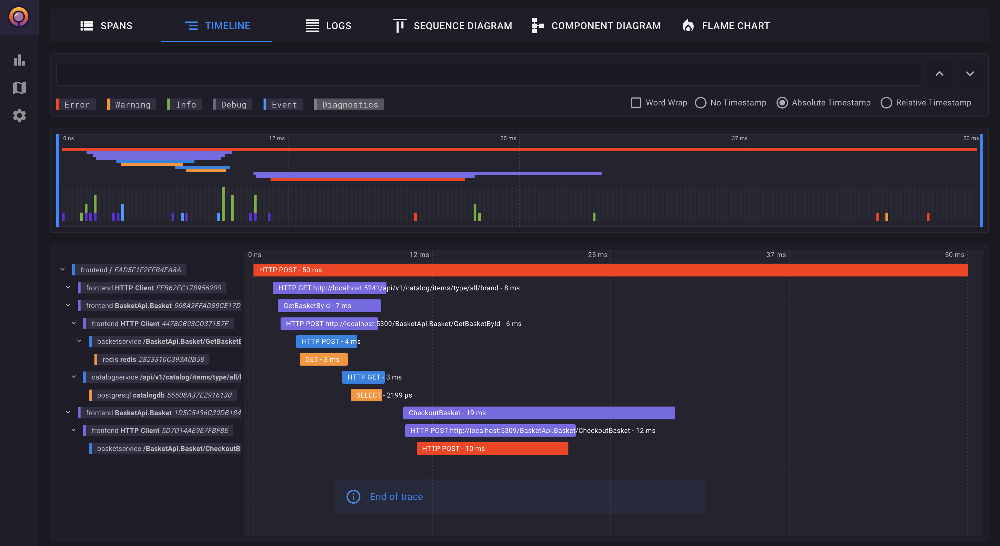 SPANS
TIMELINE
LOGS
SEQUENCE DIAGRAM
COMPONENT DIAGRAM
FLAME CHART
Error
Warning
Info
Debug
Event
Diagnostics
Word Wrap
No Timestamp
Absolute Timestamp
Relative Timestamp
0 ns
12 ms
25 ms
37 ms
50 ms
0 ns
12 ms
25 ms
37 ms
50 ms
frontend / EAD5F1F2FFB4EA8A
HTTP POST - 50 ms
frontend HTTP Client FEB62FC178956200
HTTP GET http://localhost:5241/api/v1/catalog/items/type/all/brand - 8 ms
frontend BasketApi.Basket 568A2FFAD89CE17D
GetBasketById - 7 ms
frontend HTTP Client 4478CB93CD371B7F
HTTP POST http://localhost:5309/BasketApi.Basket/GetBasketById - 6 ms
basketservice /BasketApi.Basket/GetBasketB
HTTP POST - 4 ms
redis redis 2823310C393A0B58
GET - 3 ms
catalogservice /api/v1/catalog/items/type/all/
HTTP GET - 3 ms
postgresql catalogdb 55508A37E2916130
SELECT - 2199 µs
frontend BasketApi.Basket 1D5C5436C39DB184
CheckoutBasket - 19 ms
frontend HTTP Client 5D7D14AE9E7FBF8E
HTTP POST http://localhost:5309/BasketApi.Basket/CheckoutBasket - 12 ms
basketservice /BasketApi.Basket/CheckoutBa
HTTP POST - 10 ms
End of trace